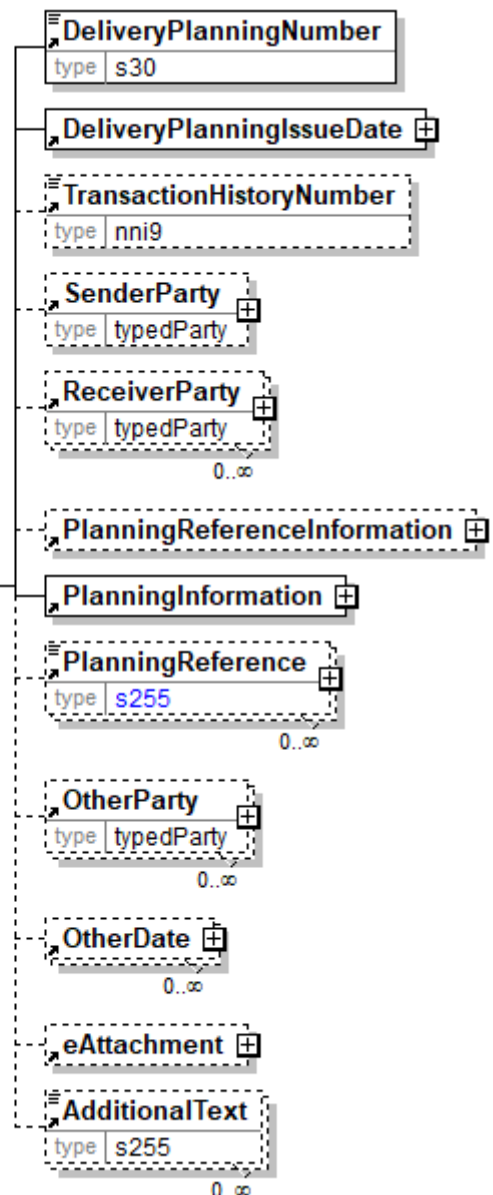 DeliveryPlanningNumber
type s30
DeliveryPlanningIssueDate
TransactionHistoryNumber
type nni9
SenderParty
type typedParty
ReceiverParty
type typedParty
0..∞
PlanningReferenceInformation
PlanningInformation
PlanningReference
type s255
0..∞
OtherParty
type typedParty
0..∞
OtherDate
0..∞
eAttachment
AdditionalText
type s255
0..∞